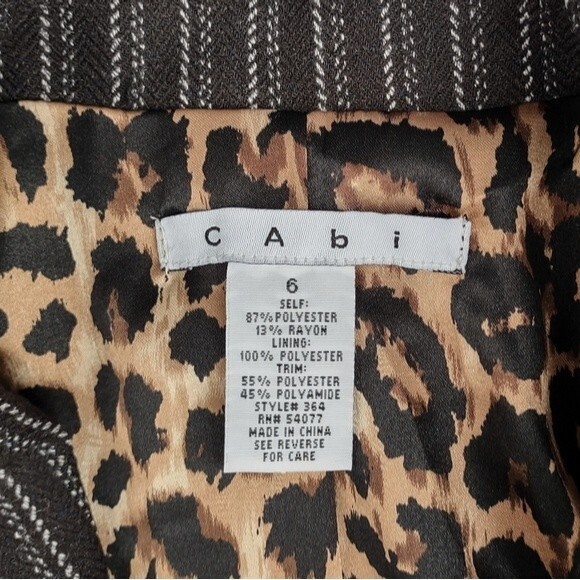 CAbi
6
SELF:
87% POLYESTER
13% RAYON
LINING:
100% POLYESTER
TRIM:
55% POLYESTER
45% POLYAMIDE
STYLE# 364
RN# 54077
MADE IN CHINA
SEE REVERSE
FOR CARE